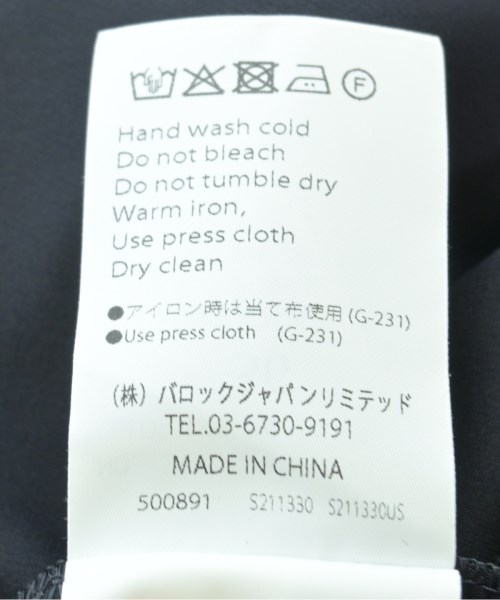 F
Hand wash cold
Do not bleach
Do not tumble dry
Warm iron,
Use press cloth
Dry clean
●アイロン時は当て布使用 (G-231)
●Use press cloth (G-231)
(株) バロックジャパンリミテッド
TEL.03-6730-9191
MADE IN CHINA
500891 S211330 S211330US